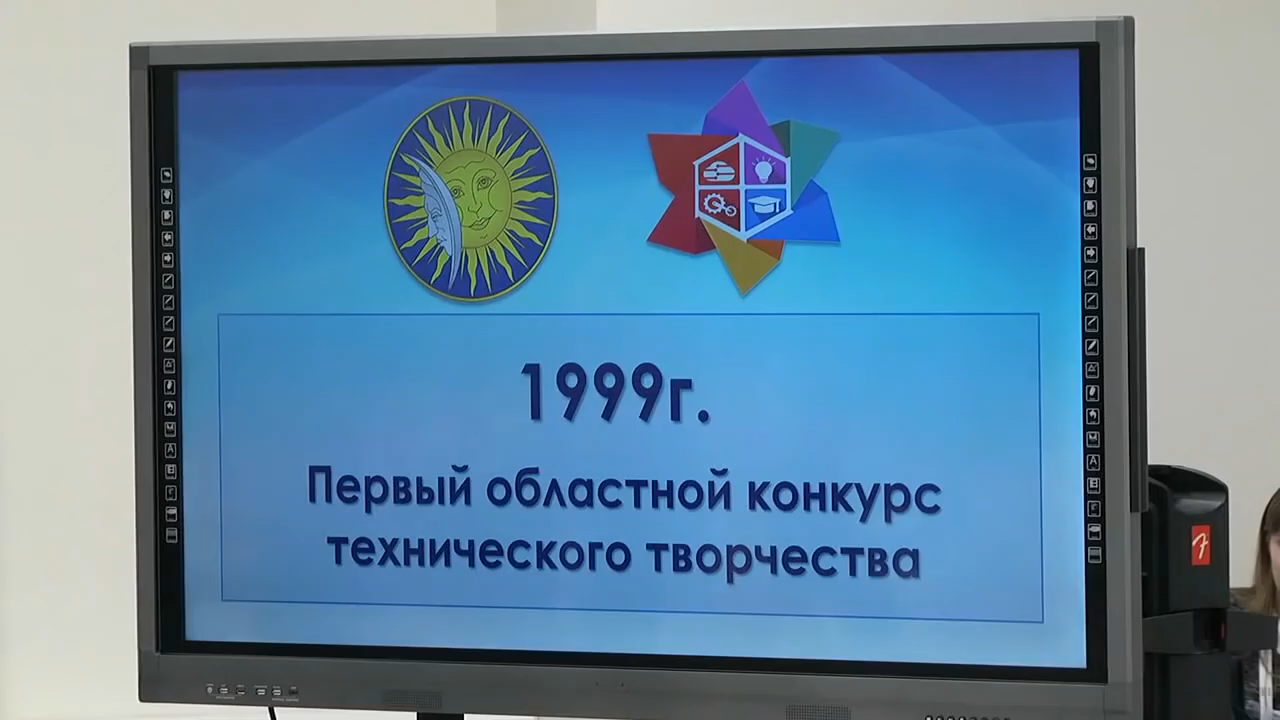 1999г.
Первый областной конкурс
технического творчества